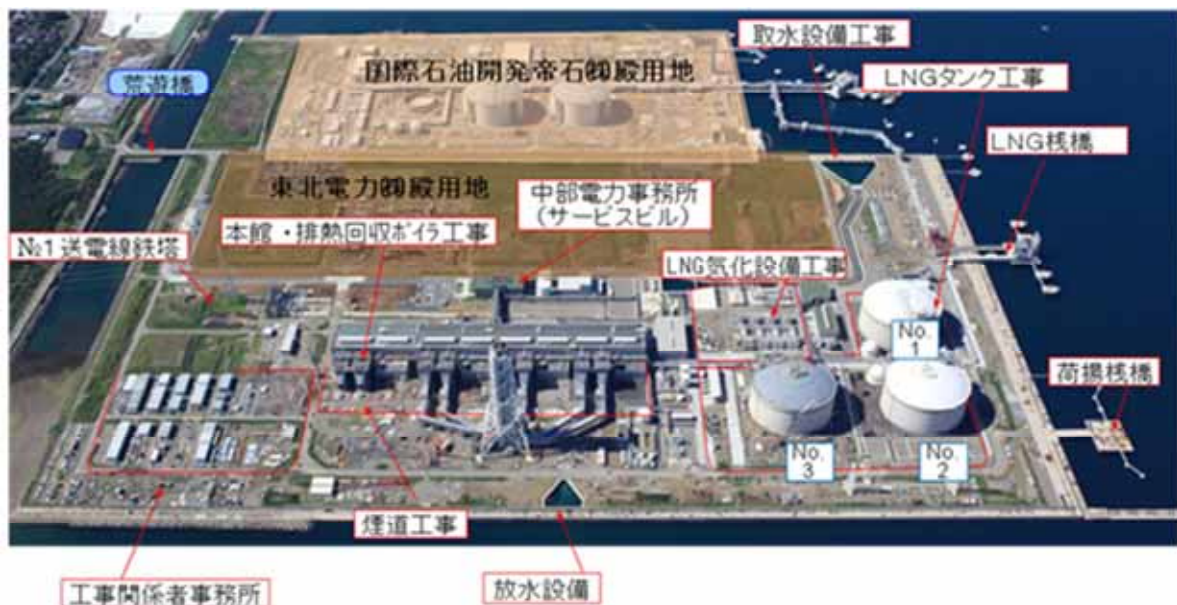 取水設備工事
国際石油開発帝石㈱殿用地
LNGタンク工事
荒遊橋
LNG桟橋
東北電力㈱殿用地
中部電力事務所
(サービスビル)
本館・排熱回収ボイラ工事
№1送電線鉄塔
LNG気化設備工事
No.
1
荷揚桟橋
No.
3
No.
2
煙道工事
工事関係者事務所
放水設備